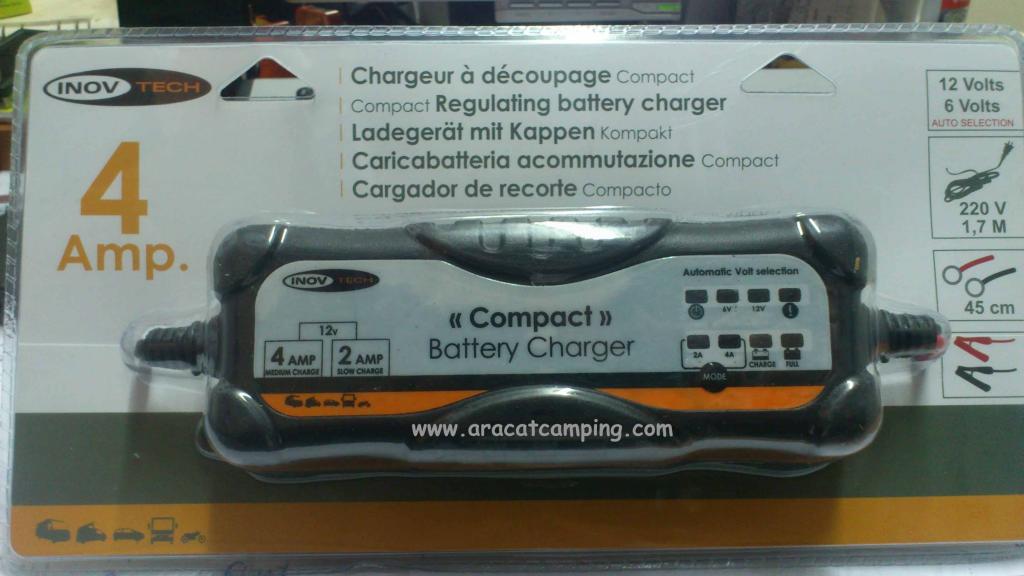 INOV TECH
4
Amp.
Chargeur à découpage Compact
Compact Regulating battery charger
Ladegerät mit Kappen Kompakt
Caricabatteria acommutazione Compact
Cargador de recorte Compacto
12 Volts
6 Volts
AUTO SELECTION
220 V
1,7 M
45 cm
INOV TECH
12v
4 AMP
MEDIUM CHARGE
2 AMP
SLOW CHARGE
« Compact »
Battery Charger
Automatic Volt selection
6V 12V
2A 4A CHARGE FULL
MODE
www.aracatcamping.com